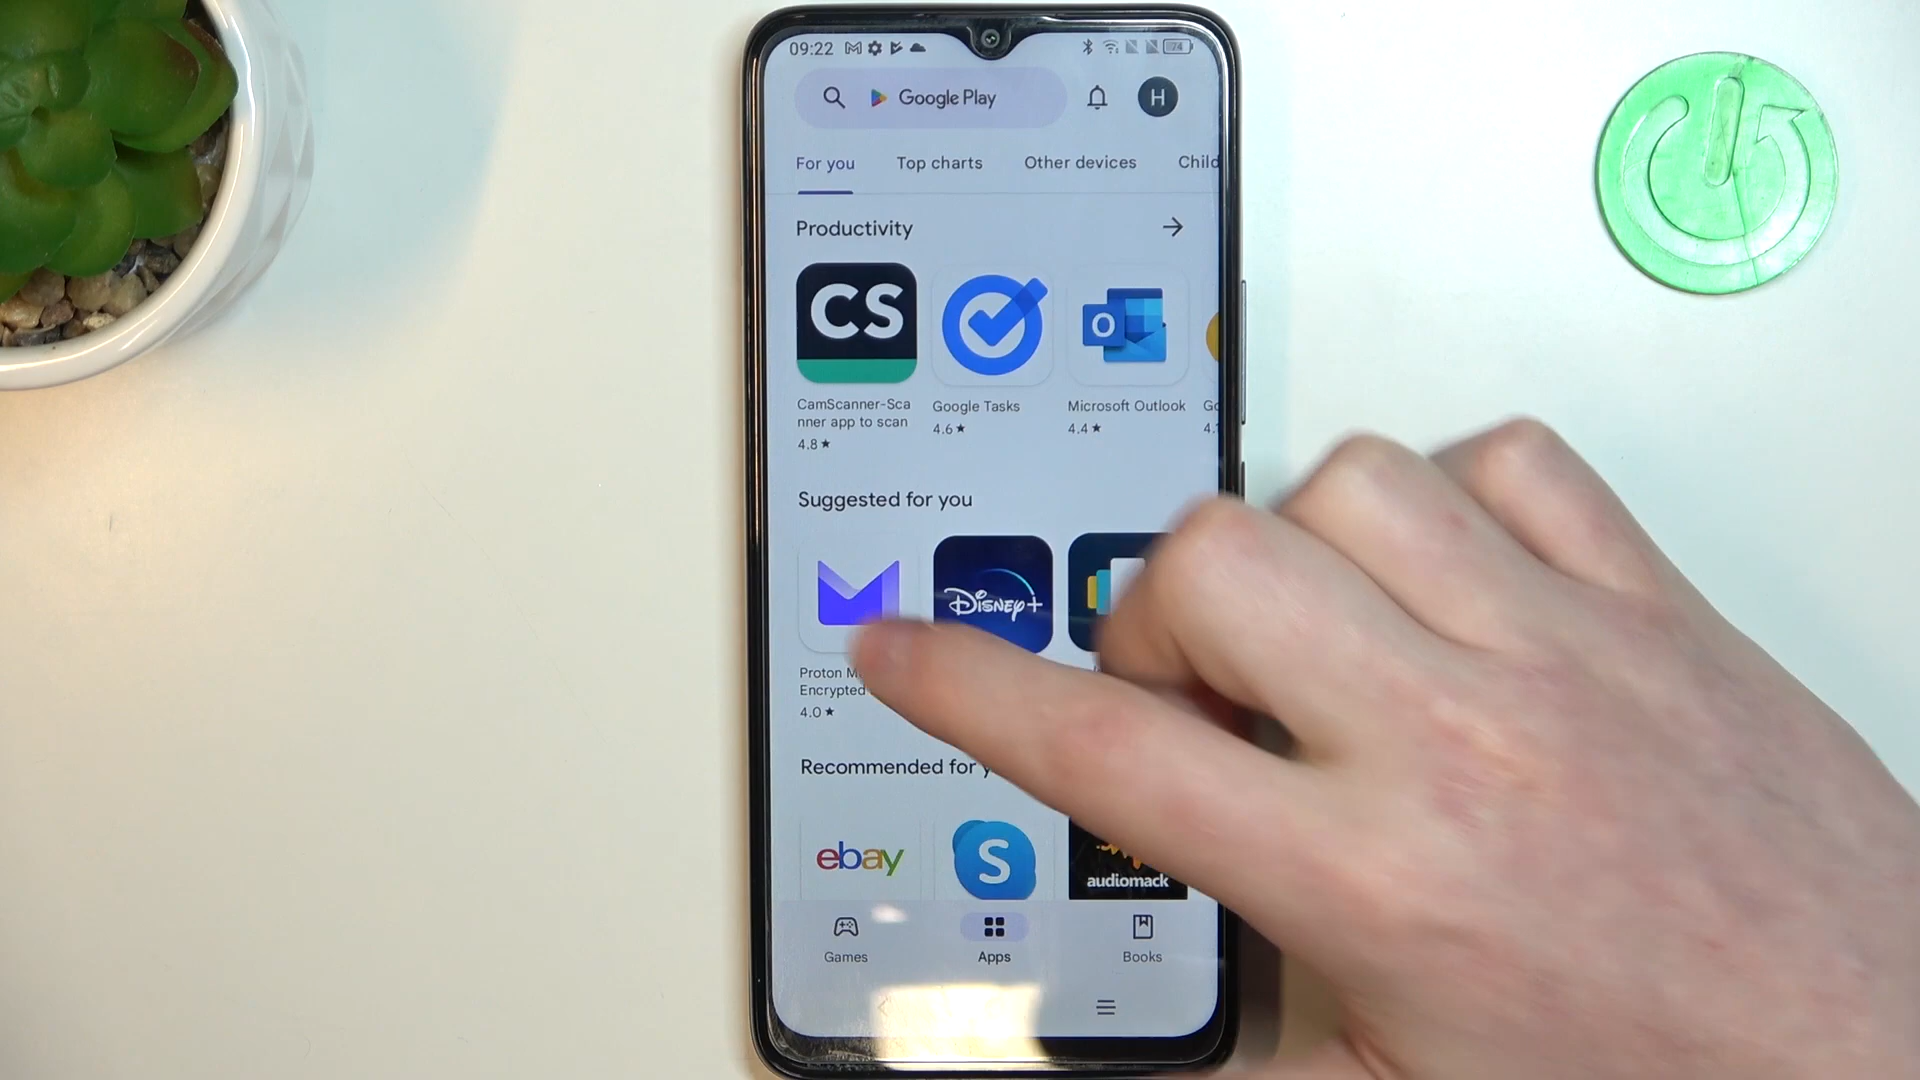 09:22
74
Google Play
H
For you Top charts Other devices Child
Productivity
CS
O
CamScanner-Sca
nner app to scan
4.8★
Google Tasks
4.6★
Microsoft Outlook
4.4★
Suggested for you
Disney+
Proton M
Encrypted
4.0★
Recommended for y
ebay
S
audiomack
Games Apps Books